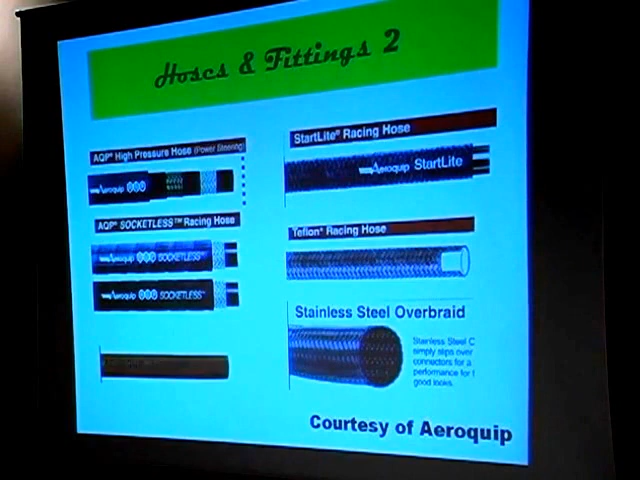 Hoses & Fittings 2
AQP® High Pressure Hose (Power Steering)
Aeroquip
AQP® SOCKETLESS™ Racing Hose
Aeroquip SOCKETLESS™
Aeroquip SOCKETLESS™
StartLite® Racing Hose
Aeroquip StartLite
Teflon® Racing Hose
Stainless Steel Overbraid
Stainless Steel C
simply slips over
connectors for a
performance for t
good looks.
Courtesy of Aeroquip